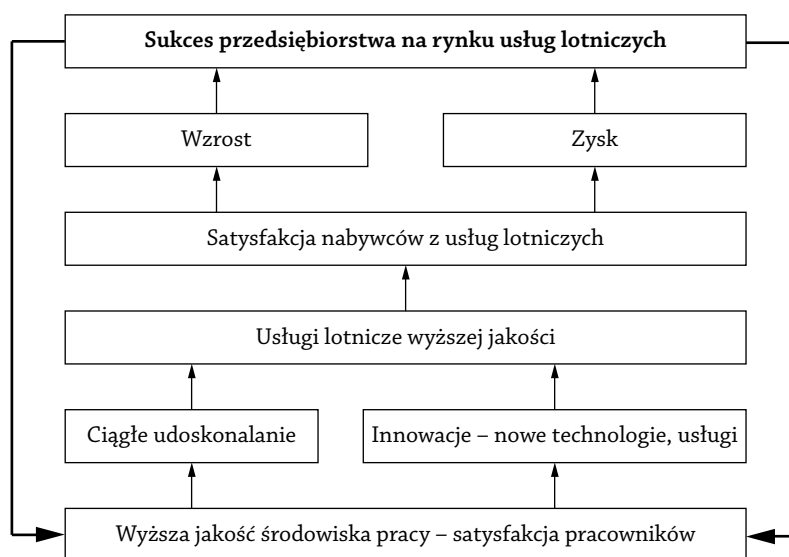 Sukces przedsiębiorstwa na rynku usług lotniczych
Wzrost
Zysk
Satysfakcja nabywców z usług lotniczych
Usługi lotnicze wyższej jakości
Ciągłe udoskonalanie
Innowacje – nowe technologie, usługi
Wyższa jakość środowiska pracy – satysfakcja pracowników